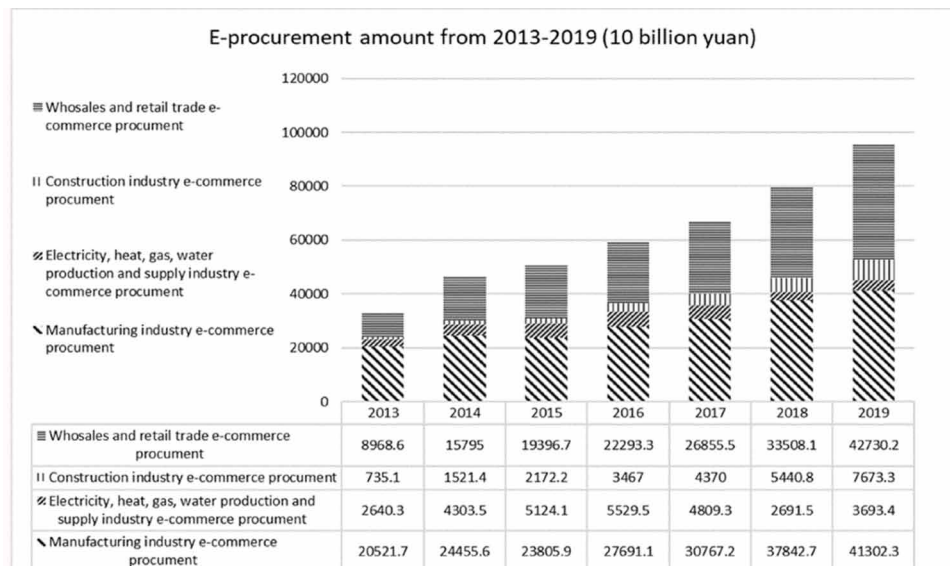 E-procurement amount from 2013-2019 (10 billion yuan)
Whosales and retail trade e-
commerce procument
Construction industry e-commerce
procument
Electricity, heat, gas, water
production and supply industry e-
commerce procument
Manufacturing industry e-commerce
procument
120000
100000
80000
60000
40000
20000
0
2013 2014 2015 2016 2017 2018 2019
Whosales and retail trade e-commerce
procument
8968.6 15795 19396.7 22293.3 26855.5 33508.1 42730.2
Construction industry e-commerce procument 735.1 1521.4 2172.2 3467 4370 5440.8 7673.3
Electricity, heat, gas, water production and
supply industry e-commerce procument
2640.3 4303.5 5124.1 5529.5 4809.3 2691.5 3693.4
Manufacturing industry e-commerce
procument
20521.7 24455.6 23805.9 27691.1 30767.2 37842.7 41302.3